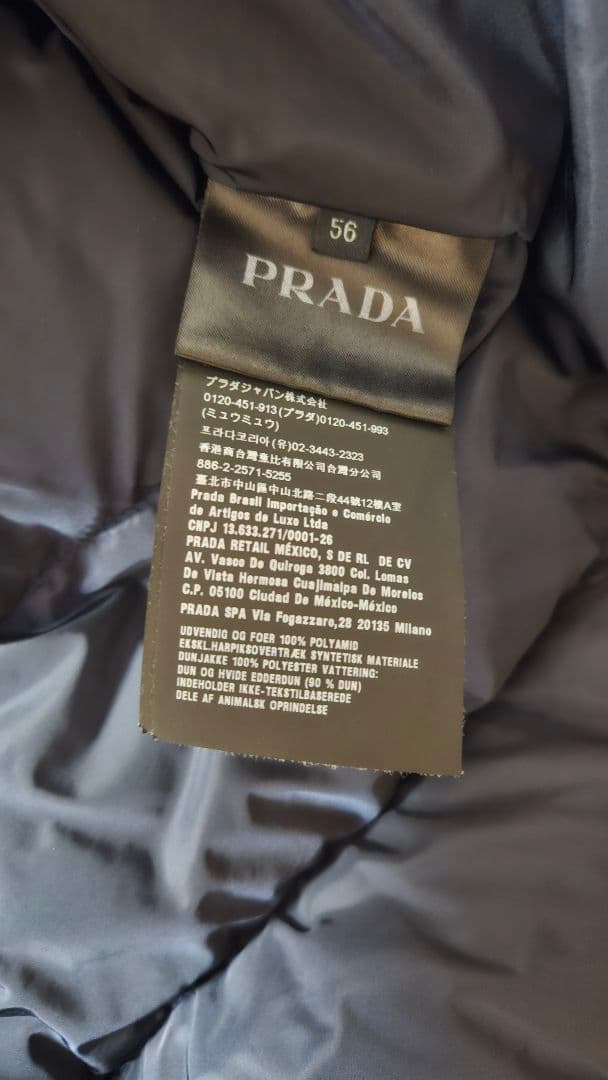 56
PRADA
プラダジャパン株式会社
0120-451-913(プラダ)0120-451-993
(ミュウミュウ)
프라다코리아(유)02-3443-2323
香港商台灣童比有限公司台灣分公司
886-2-2571-5255
臺北市中山區中山北路二段44號12樓A室
Prada Brasil Importação e Comércio
de Artigos de Luxo Ltda
CNPJ 13.633.271/0001-26
PRADA RETAIL MÉXICO, S DE RL DE CV
AV. Vasco De Quiroga 3800 Col. Lomas
De Vista Hermosa Cuajimalpa De Morelos
C.P. 05100 Ciudad De México-México
PRADA SPA Via Fogazzaro,28 20135 Milano
UDVENDIG OG FOER 100% POLYAMID
EKSKL.HARPIKSOVERTRÆK SYNTETISK MATERIALE
DUNJAKKE 100% POLYESTER VATTERING:
DUN OG HVIDE EDDERDUN (90 % DUN)
INDEHOLDER IKKE-TEKSTILBASEREDE
DELE AF ANIMALSK OPRINDELSE